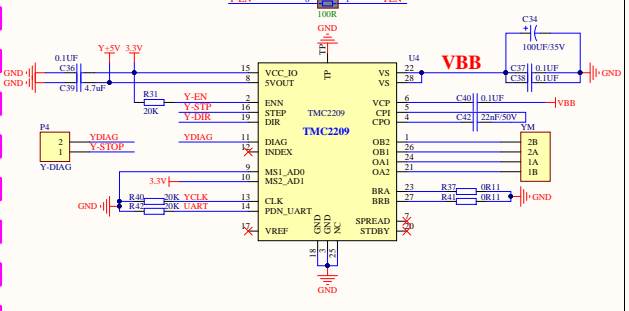 100R
GND
TP
C34
100UF/35V
U4
VBB
Y+5V 3.3V
0.1UF
GND C36
GND C39 4.7uF
15 VCC_IO TP VS 22
8 5VOUT VS 28
C37 0.1UF
C38 0.1UF
GND
R31
20K
Y-EN 2 ENN VCP 6 C40 0.1UF VBB
Y-STP 16 STEP TMC2209 CPI 5
Y-DIR 19 DIR CPO 4 C42 22nF/50V
TMC2209
P4 YM
2 YDIAG YDIAG 11 DIAG OB2 1 2B
1 Y-STOP 12 INDEX OB1 26 2A
Y-DIAG OA1 24 1A
OA2 21 1B
9 MS1_AD0
3.3V 10 MS2_AD1
BRA 23 R37 0R11
BRB 27 R41 0R11 GND
R40 20K YCLK 13 CLK
GND R42 20K UART 14 PDN_UART
SPREAD 7
17 VREF STDBY 20
GND GND NC
18 3 25
GND